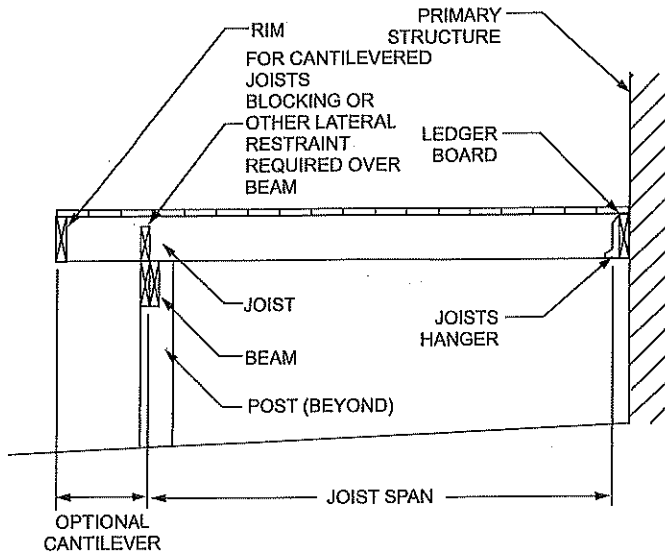 RIM
FOR CANTILEVERED
JOISTS
BLOCKING OR
OTHER LATERAL
RESTRAINT
REQUIRED OVER
BEAM
PRIMARY
STRUCTURE
LEDGER
BOARD
JOIST
BEAM
POST (BEYOND)
JOISTS
HANGER
JOIST SPAN
OPTIONAL
CANTILEVER